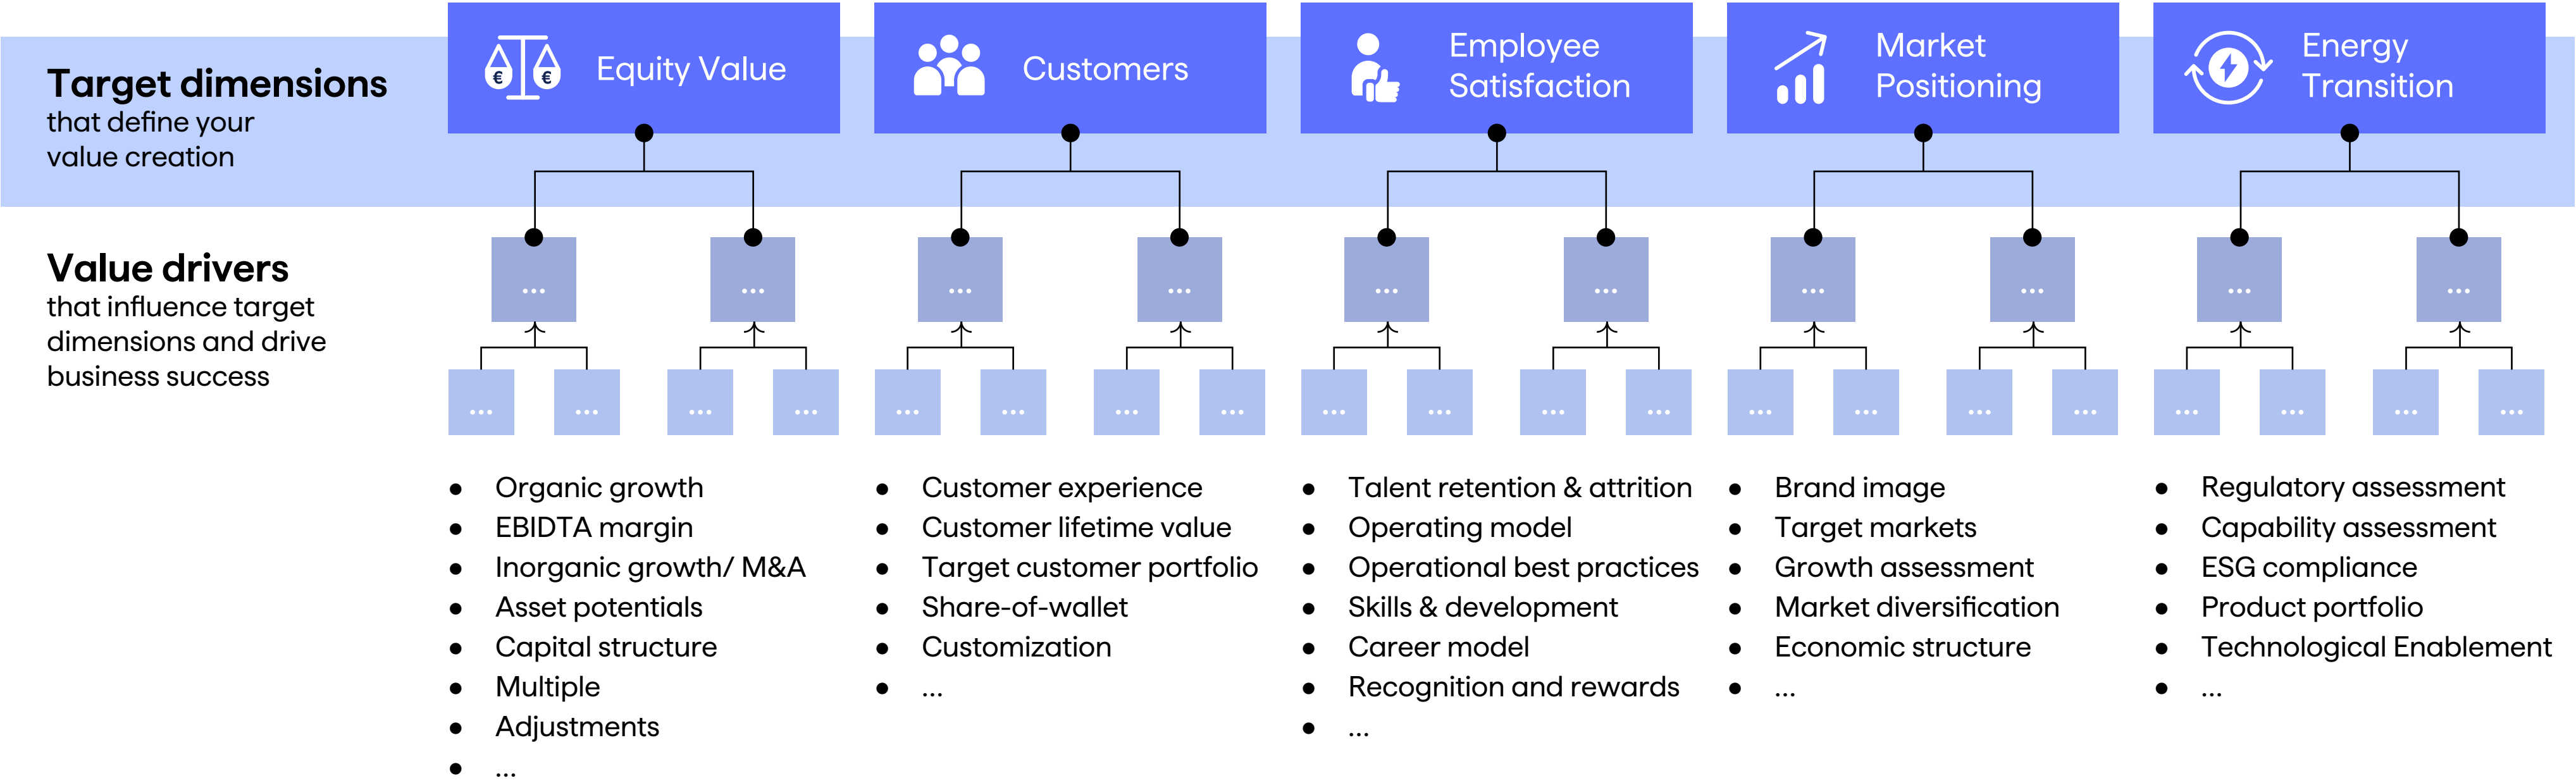 Target dimensions
that define your
value creation
€ €
Equity Value
Customers
Employee
Satisfaction
Market
Positioning
Energy
Transition
Value drivers
that influence target
dimensions and drive
business success
... ... ... ... ... ... ... ... ... ...
... ... ... ... ... ... ... ... ... ... ... ... ... ... ... ... ... ... ... ...
• Organic growth
• EBIDTA margin
• Inorganic growth/ M&A
• Asset potentials
• Capital structure
• Multiple
• Adjustments
• ...
• Customer experience
• Customer lifetime value
• Target customer portfolio
• Share-of-wallet
• Customization
• ...
• Talent retention & attrition
• Operating model
• Operational best practices
• Skills & development
• Career model
• Recognition and rewards
• ...
• Brand image
• Target markets
• Growth assessment
• Market diversification
• Economic structure
• ...
• Regulatory assessment
• Capability assessment
• ESG compliance
• Product portfolio
• Technological Enablement
• ...